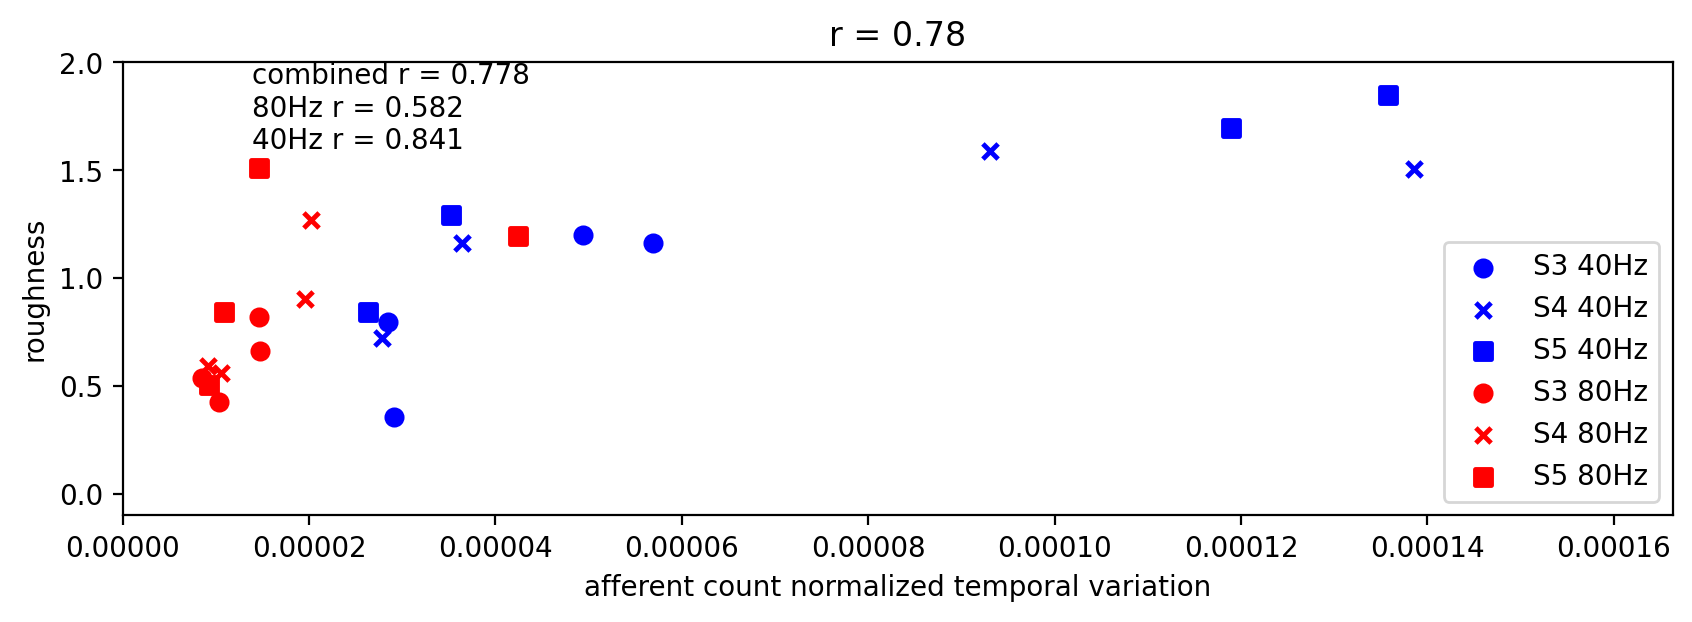 r = 0.78
combined r = 0.778
80Hz r = 0.582
40Hz r = 0.841
roughness
2.0
1.5
1.0
0.5
0.0
S3 40Hz
S4 40Hz
S5 40Hz
S3 80Hz
S4 80Hz
S5 80Hz
0.00000 0.00002 0.00004 0.00006 0.00008 0.00010 0.00012 0.00014 0.00016
afferent count normalized temporal variation